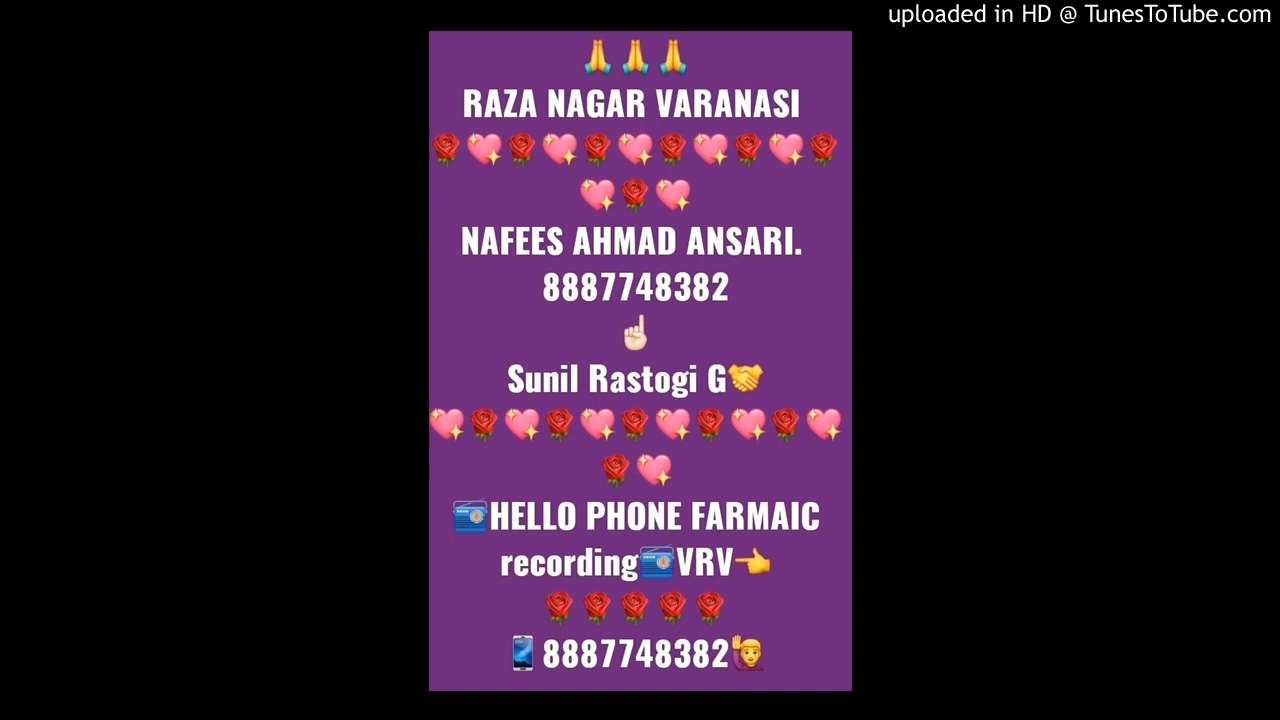 uploaded in HD @ TunesToTube.com
🙏🙏🙏
RAZA NAGAR VARANASI
🌹💖🌹💖🌹💖🌹💖🌹💖🌹
💖🌹💖
NAFEES AHMAD ANSARI.
8887748382
☝🏻
Sunil Rastogi G🤝
💖🌹💖🌹💖🌹💖🌹💖🌹💖
🌹💖
📻HELLO PHONE FARMAIC
recording📻VRV👈
🌹🌹🌹🌹🌹
📱8887748382🙋